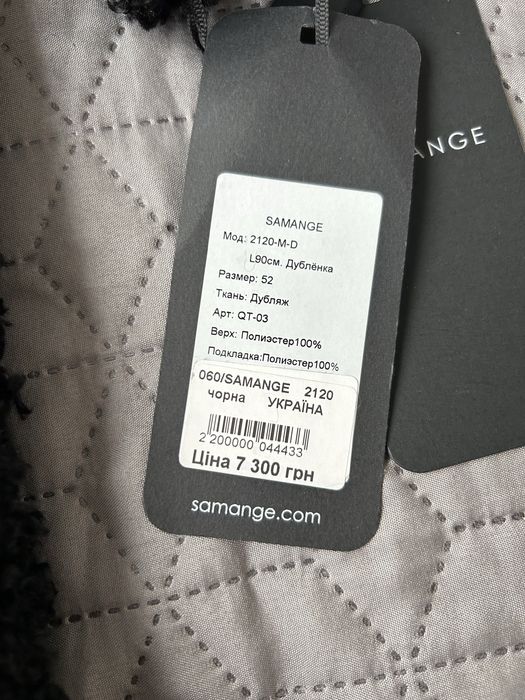 SAMANGE
Мод: 2120-M-D
L90см. Дублёнка
Размер: 52
Ткань: Дубляж
Арт: QT-03
Верх: Полиэстер100%
Подкладка:Полиэстер100%
060/SAMANGE 2120
чорна УКРАЇНА
2 200000 044433
Ціна 7 300 грн
samange.com
ANGE